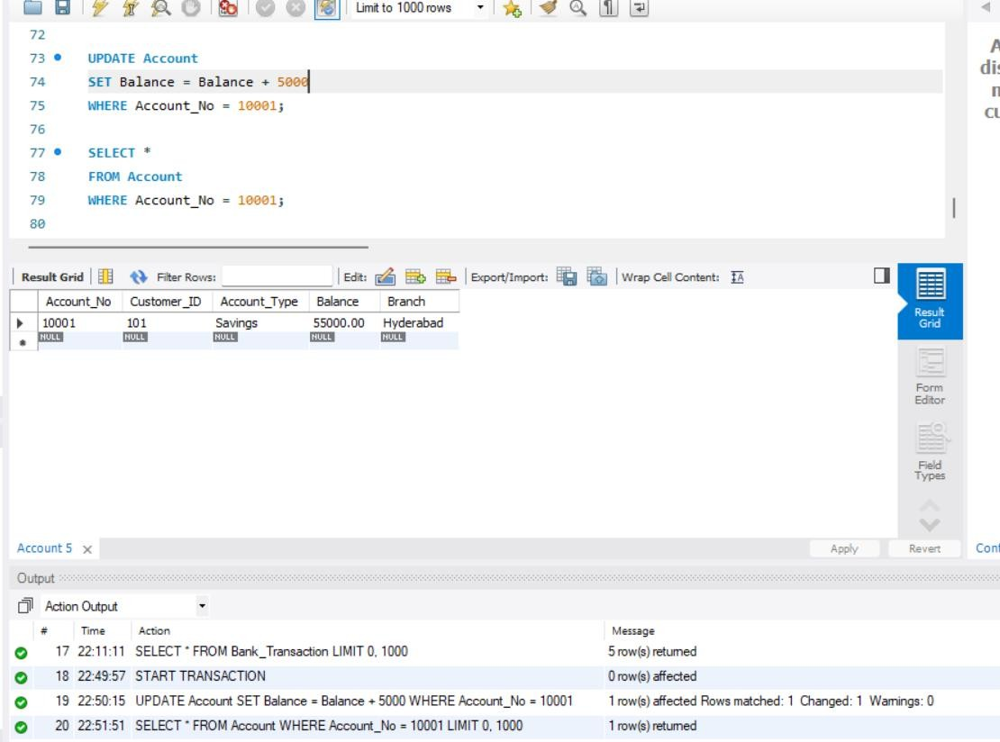 Limit to 1000 rows
72
73 UPDATE Account
74 SET Balance = Balance + 5000
75 WHERE Account_No = 10001;
76
77 SELECT *
78 FROM Account
79 WHERE Account_No = 10001;
80
Result Grid Filter Rows: Edit: Export/Import: Wrap Cell Content:
Account_No Customer_ID Account_Type Balance Branch
10001 101 Savings 55000.00 Hyderabad
NULL NULL NULL NULL NULL
Result
Grid
Form
Editor
Field
Types
Account 5 Apply Revert
Output
Action Output
# Time Action Message
17 22:11:11 SELECT * FROM Bank_Transaction LIMIT 0, 1000 5 row(s) returned
18 22:49:57 START TRANSACTION 0 row(s) affected
19 22:50:15 UPDATE Account SET Balance = Balance + 5000 WHERE Account_No = 10001 1 row(s) affected Rows matched: 1 Changed: 1 Warnings: 0
20 22:51:51 SELECT * FROM Account WHERE Account_No = 10001 LIMIT 0, 1000 1 row(s) returned